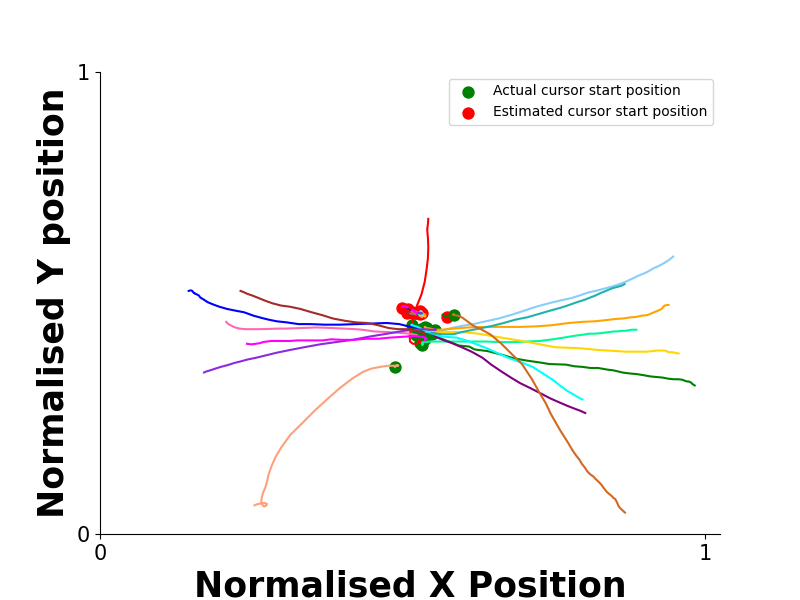 1
Actual cursor start position
Estimated cursor start position
Normalised Y position
0
0
1
Normalised X Position